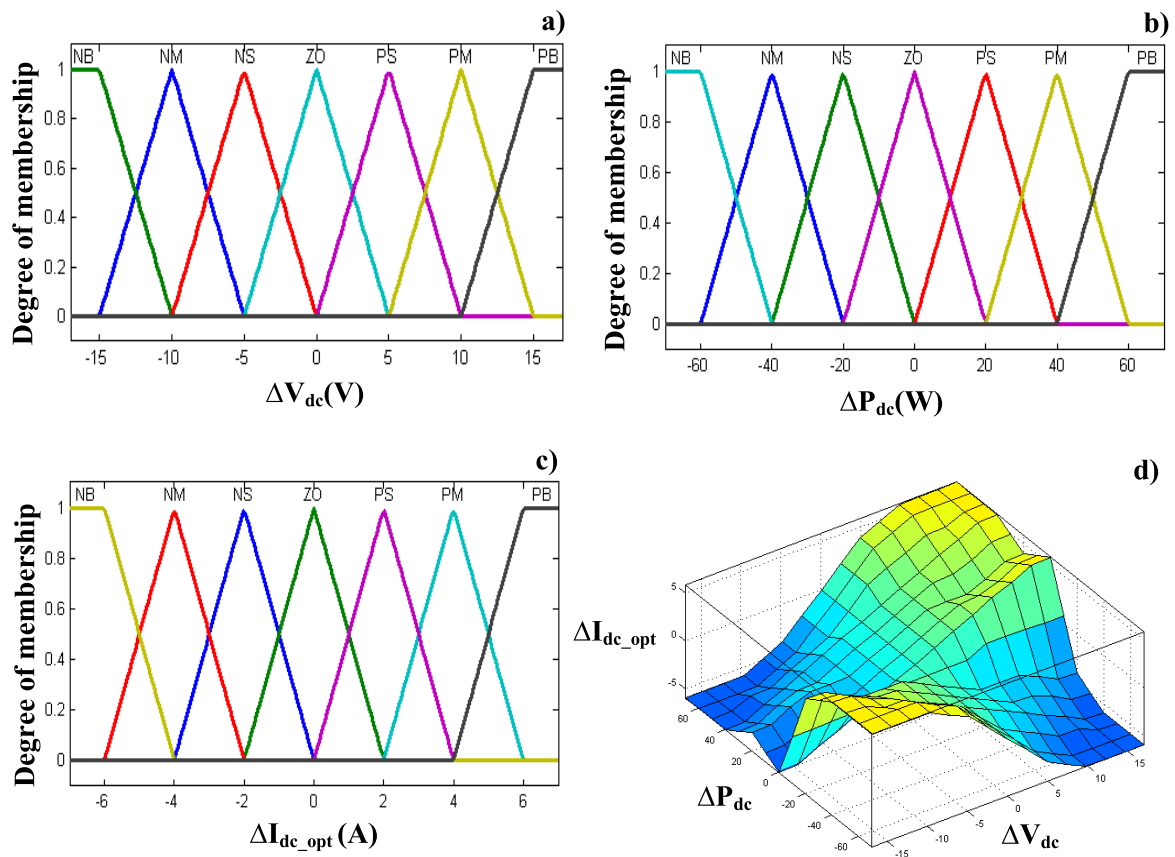 a)
NB NM NS ZO PS PM PB
1
0.8
0.6
0.4
0.2
0
Degree of membership
-15 -10 -5 0 5 10 15
ΔVdc(V)
b)
NB NM NS ZO PS PM PB
1
0.8
0.6
0.4
0.2
0
Degree of membership
-60 -40 -20 0 20 40 60
ΔPdc(W)
c)
NB NM NS ZO PS PM PB
1
0.8
0.6
0.4
0.2
0
Degree of membership
-6 -4 -2 0 2 4 6
ΔIdc_opt(A)
d)
5
0
-5
ΔIdc_opt
60
40
20
0
-20
-40
-60
ΔPdc
-15
-10
-5
0
5
10
15
ΔVdc